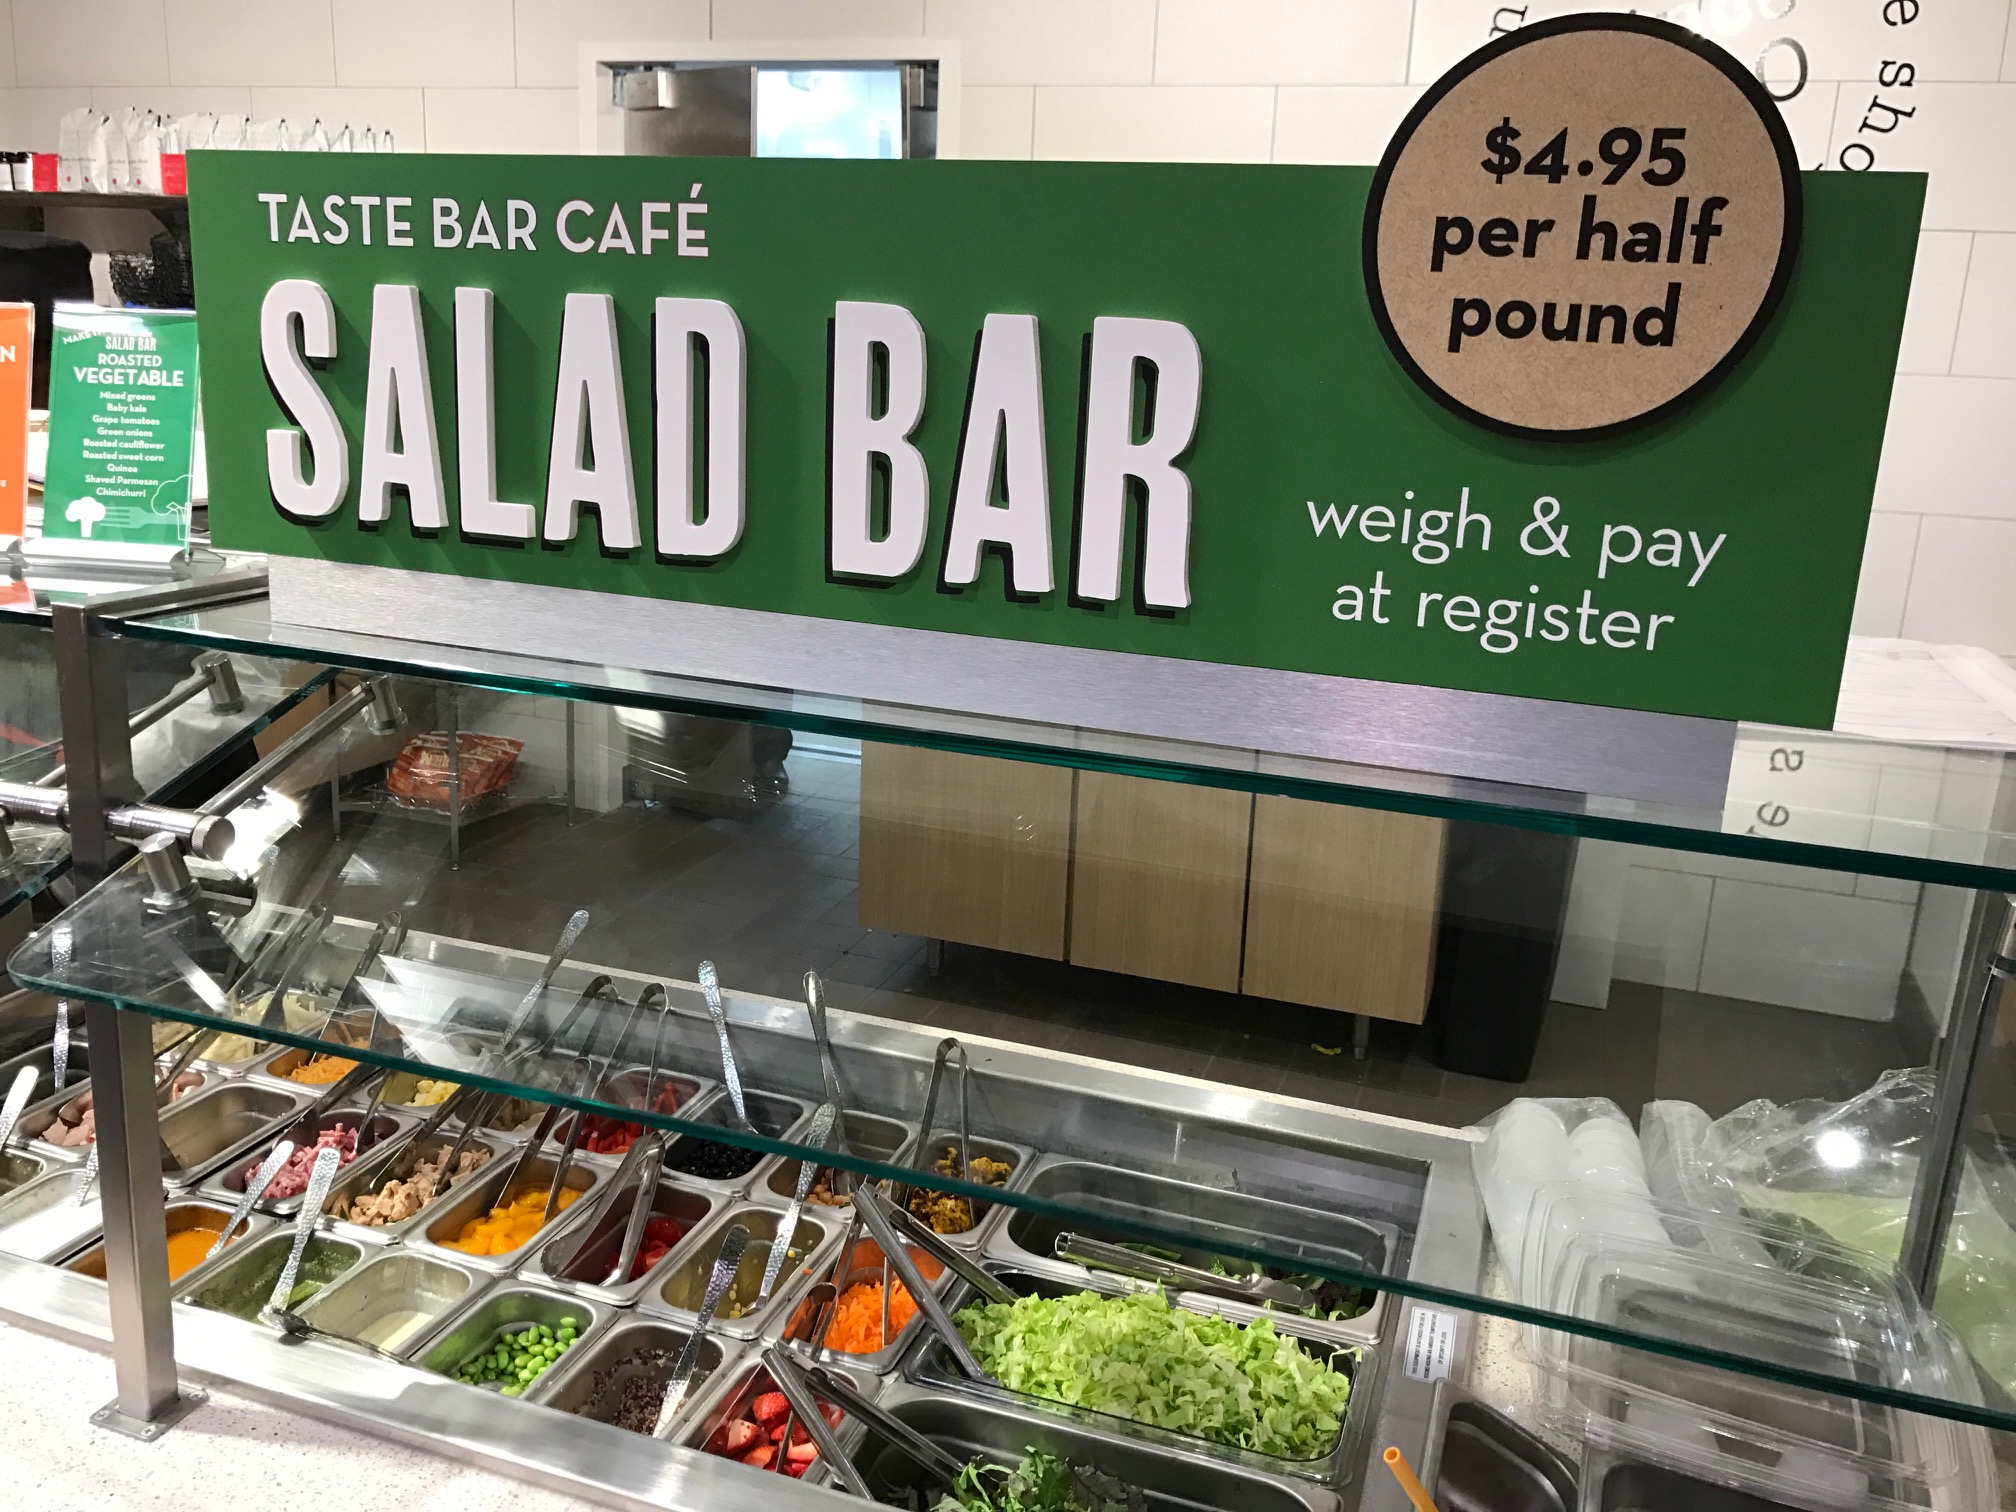 TASTE BAR CAFÉ
SALAD BAR
$4.95
per half
pound
weigh & pay
at register
SALAD BAR
ROASTED
VEGETABLE
Mixed greens
Baby kale
Grape tomatoes
Green onions
Roasted cauliflower
Roasted sweet corn
Quinoa
Shaved Parmesan
Chimichurri